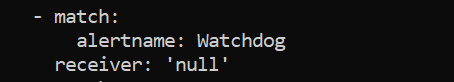 - match:
    alertname: Watchdog
  receiver: 'null'